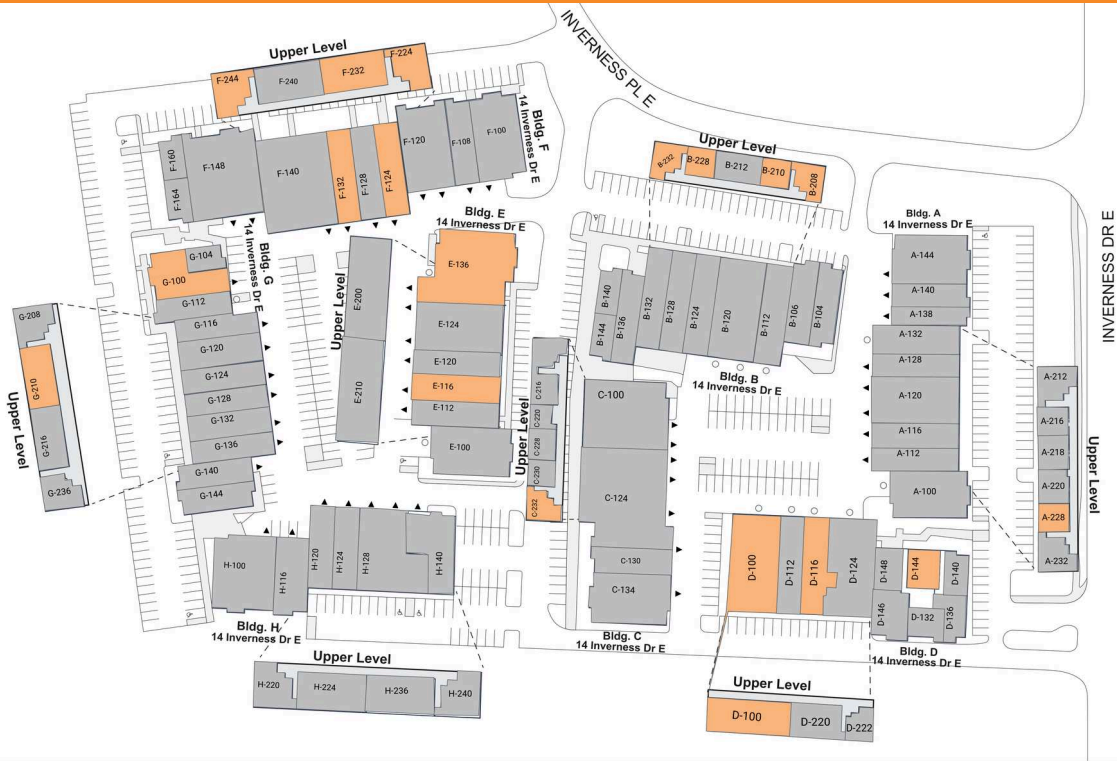 INVERNESS PL E
INVERNESS DR E
Upper Level
F-244
F-240
F-232
F-224
F-160
F-164
F-148
F-140
F-132
F-128
F-124
F-120
F-108
F-100
Bldg. F
14 Inverness Dr E
Upper Level
B-232
B-228
B-212
B-210
B-208
B-140
B-144
B-136
B-132
B-128
B-124
B-120
B-112
B-106
B-104
Bldg. B
14 Inverness Dr E
Bldg. A
14 Inverness Dr E
A-144
A-140
A-138
A-132
A-128
A-120
A-116
A-112
A-100
Upper Level
A-212
A-216
A-218
A-220
A-228
A-232
Bldg. G
14 Inverness Dr E
G-104
G-100
G-112
G-116
G-120
G-124
G-128
G-132
G-136
G-140
G-144
Upper Level
G-208
G-210
G-216
G-236
Bldg. E
14 Inverness Dr E
E-136
E-124
E-120
E-116
E-112
E-100
Upper Level
E-200
E-210
Upper Level
C-216
C-220
C-228
C-230
C-232
C-100
C-124
C-130
C-134
Bldg. C
14 Inverness Dr E
H-100
H-116
H-120
H-124
H-128
H-140
Bldg. H
14 Inverness Dr E
Upper Level
H-220
H-224
H-236
H-240
D-100
D-112
D-116
D-124
D-148
D-144
D-140
D-146
D-132
D-136
Bldg. D
14 Inverness Dr E
Upper Level
D-100
D-220
D-222